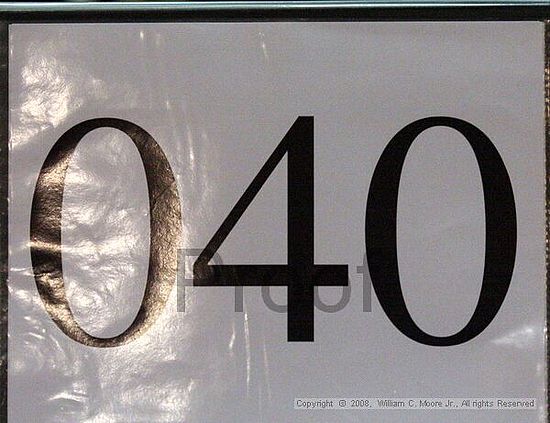 040
Proof
Copyright © 2008, William C. Moore Jr., All rights Reserved